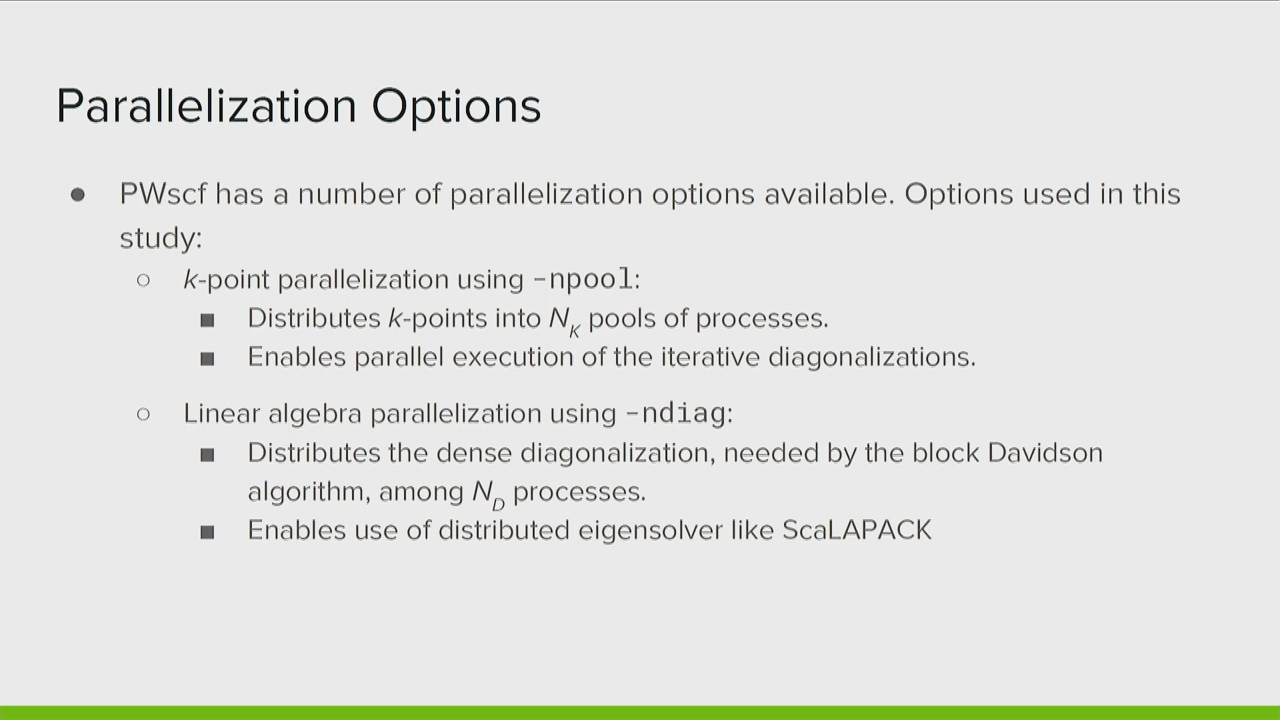 Parallelization Options
● PWscf has a number of parallelization options available. Options used in this
study:
○ k-point parallelization using -npool:
■ Distributes k-points into N_K pools of processes.
■ Enables parallel execution of the iterative diagonalizations.
○ Linear algebra parallelization using -ndiag:
■ Distributes the dense diagonalization, needed by the block Davidson
algorithm, among N_D processes.
■ Enables use of distributed eigensolver like ScaLAPACK